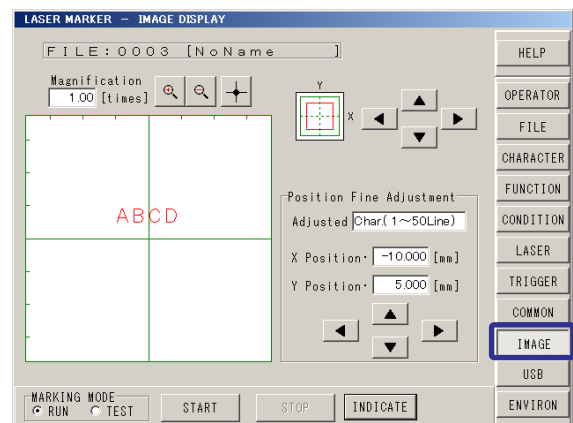 LASER MARKER － IMAGE DISPLAY
FILE:0003 [NoName ]
HELP
Magnification
1.00 [times]
Y
X
OPERATOR
FILE
CHARACTER
FUNCTION
CONDITION
LASER
TRIGGER
COMMON
IMAGE
USB
ENVIRON
ABCD
Position Fine Adjustment
Adjusted Char.(1～50Line)
X Position･ -10.000 [mm]
Y Position･ 5.000 [mm]
MARKING MODE
RUN TEST
START
STOP
INDICATE